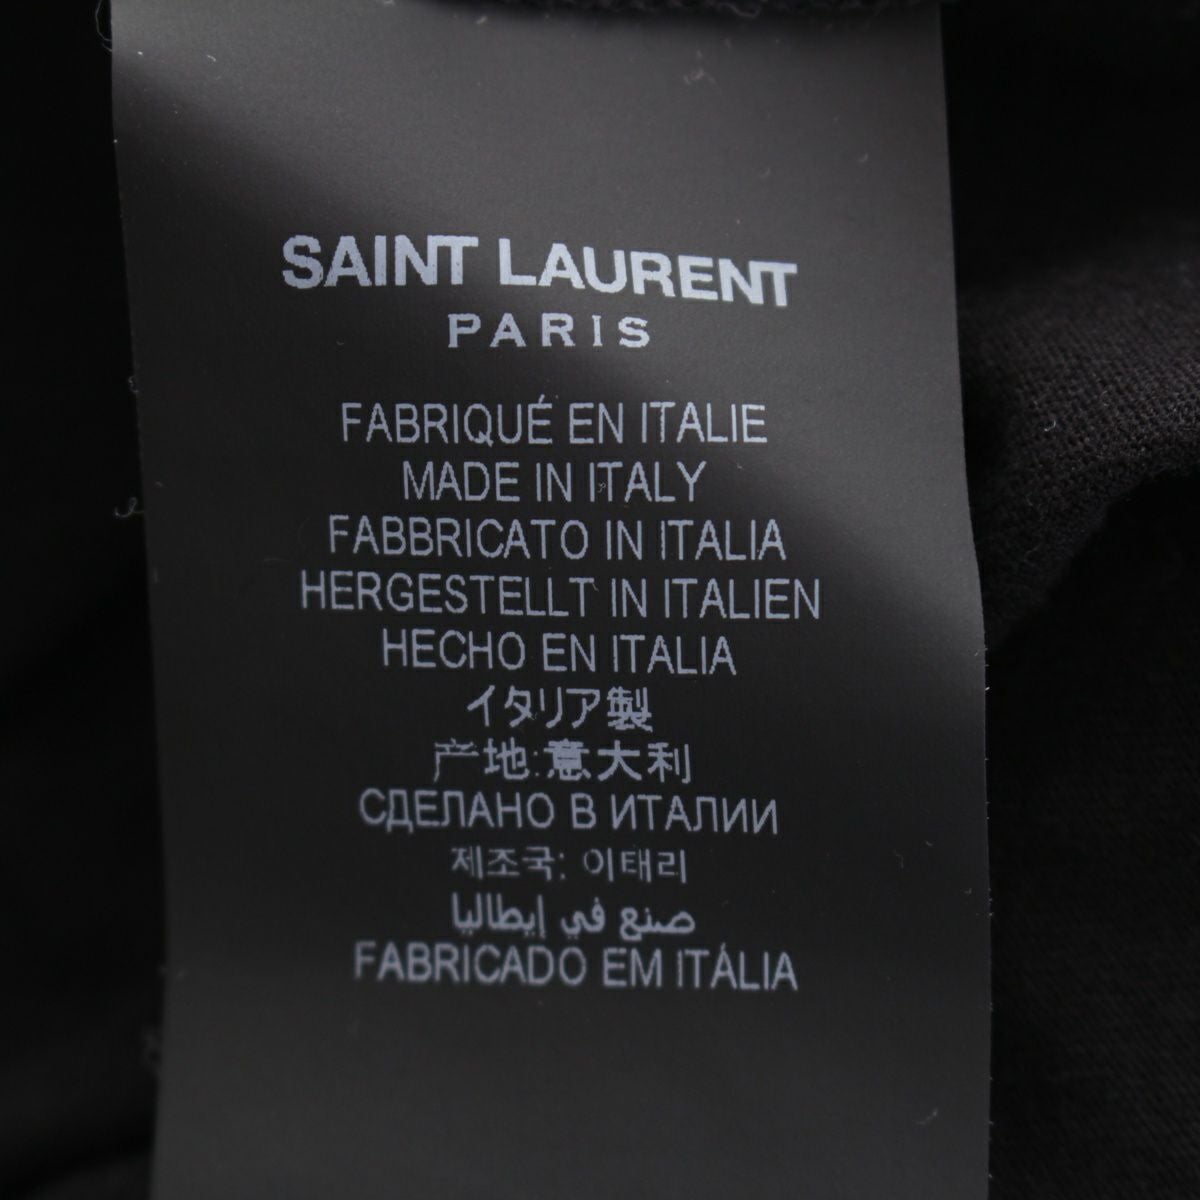 SAINT LAURENT
PARIS
FABRIQUÉ EN ITALIE
MADE IN ITALY
FABBRICATO IN ITALIA
HERGESTELLT IN ITALIEN
HECHO EN ITALIA
イタリア製
产地:意大利
СДЕЛАНО В ИТАЛИИ
제조국: 이태리
صنع في إيطاليا
FABRICADO EM ITÁLIA